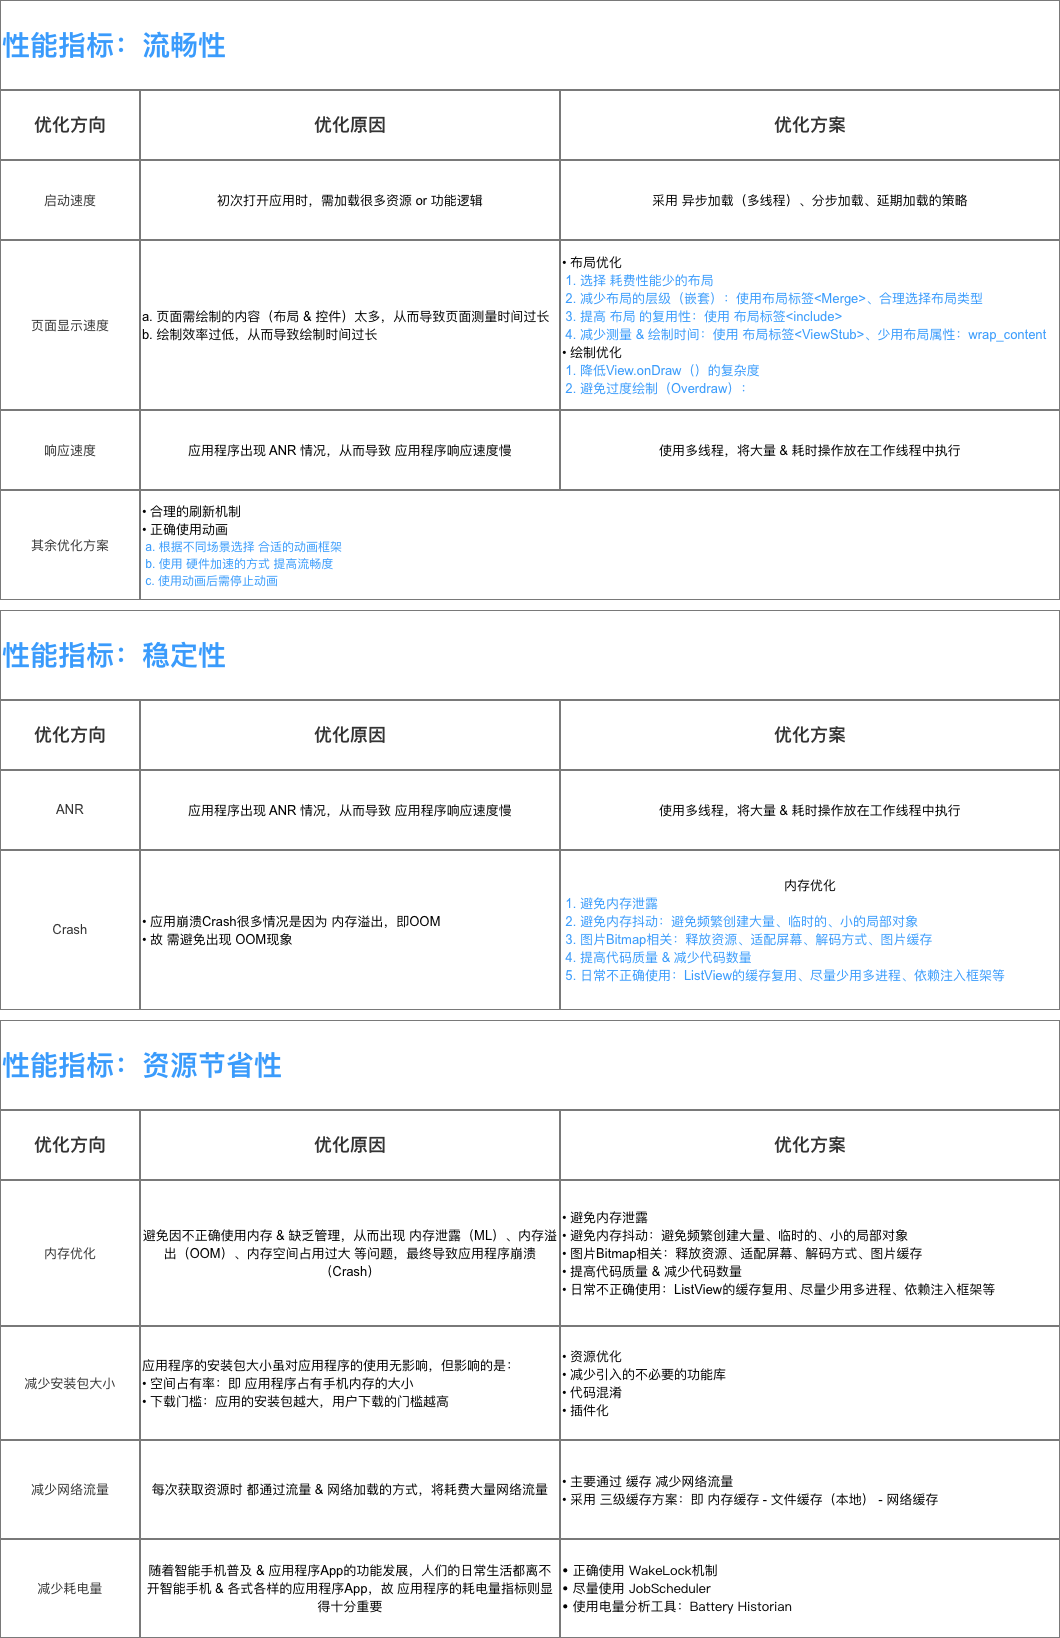 性能指标：流畅性
优化方向
优化原因
优化方案
启动速度
初次打开应用时，需加载很多资源 or 功能逻辑
采用 异步加载（多线程）、分步加载、延期加载的策略
页面显示速度
a. 页面需绘制的内容（布局 & 控件）太多，从而导致页面测量时间过长
b. 绘制效率过低，从而导致绘制时间过长
• 布局优化
1. 选择 耗费性能少的布局
2. 减少布局的层级（嵌套）：使用布局标签<Merge>、合理选择布局类型
3. 提高 布局 的复用性：使用 布局标签<include>
4. 减少测量 & 绘制时间：使用 布局标签<ViewStub>、少用布局属性：wrap_content
• 绘制优化
1. 降低View.onDraw（）的复杂度
2. 避免过度绘制（Overdraw）：
响应速度
应用程序出现 ANR 情况，从而导致 应用程序响应速度慢
使用多线程，将大量 & 耗时操作放在工作线程中执行
其余优化方案
• 合理的刷新机制
• 正确使用动画
a. 根据不同场景选择 合适的动画框架
b. 使用 硬件加速的方式 提高流畅度
c. 使用动画后需停止动画
性能指标：稳定性
优化方向
优化原因
优化方案
ANR
应用程序出现 ANR 情况，从而导致 应用程序响应速度慢
使用多线程，将大量 & 耗时操作放在工作线程中执行
Crash
• 应用崩溃Crash很多情况是因为 内存溢出，即OOM
• 故 需避免出现 OOM现象
内存优化
1. 避免内存泄露
2. 避免内存抖动：避免频繁创建大量、临时的、小的局部对象
3. 图片Bitmap相关：释放资源、适配屏幕、解码方式、图片缓存
4. 提高代码质量 & 减少代码数量
5. 日常不正确使用：ListView的缓存复用、尽量少用多进程、依赖注入框架等
性能指标：资源节省性
优化方向
优化原因
优化方案
内存优化
避免因不正确使用内存 & 缺乏管理，从而出现 内存泄露（ML）、内存溢
出（OOM）、内存空间占用过大 等问题，最终导致应用程序崩溃
（Crash）
• 避免内存泄露
• 避免内存抖动：避免频繁创建大量、临时的、小的局部对象
• 图片Bitmap相关：释放资源、适配屏幕、解码方式、图片缓存
• 提高代码质量 & 减少代码数量
• 日常不正确使用：ListView的缓存复用、尽量少用多进程、依赖注入框架等
减少安装包大小
应用程序的安装包大小虽对应用程序的使用无影响，但影响的是：
• 空间占有率：即 应用程序占有手机内存的大小
• 下载门槛：应用的安装包越大，用户下载的门槛越高
• 资源优化
• 减少引入的不必要的功能库
• 代码混淆
• 插件化
减少网络流量
每次获取资源时 都通过流量 & 网络加载的方式，将耗费大量网络流量
• 主要通过 缓存 减少网络流量
• 采用 三级缓存方案：即 内存缓存 - 文件缓存（本地） - 网络缓存
减少耗电量
随着智能手机普及 & 应用程序App的功能发展，人们的日常生活都离不
开智能手机 & 各式各样的应用程序App，故 应用程序的耗电量指标则显
得十分重要
• 正确使用 WakeLock机制
• 尽量使用 JobScheduler
• 使用电量分析工具：Battery Historian